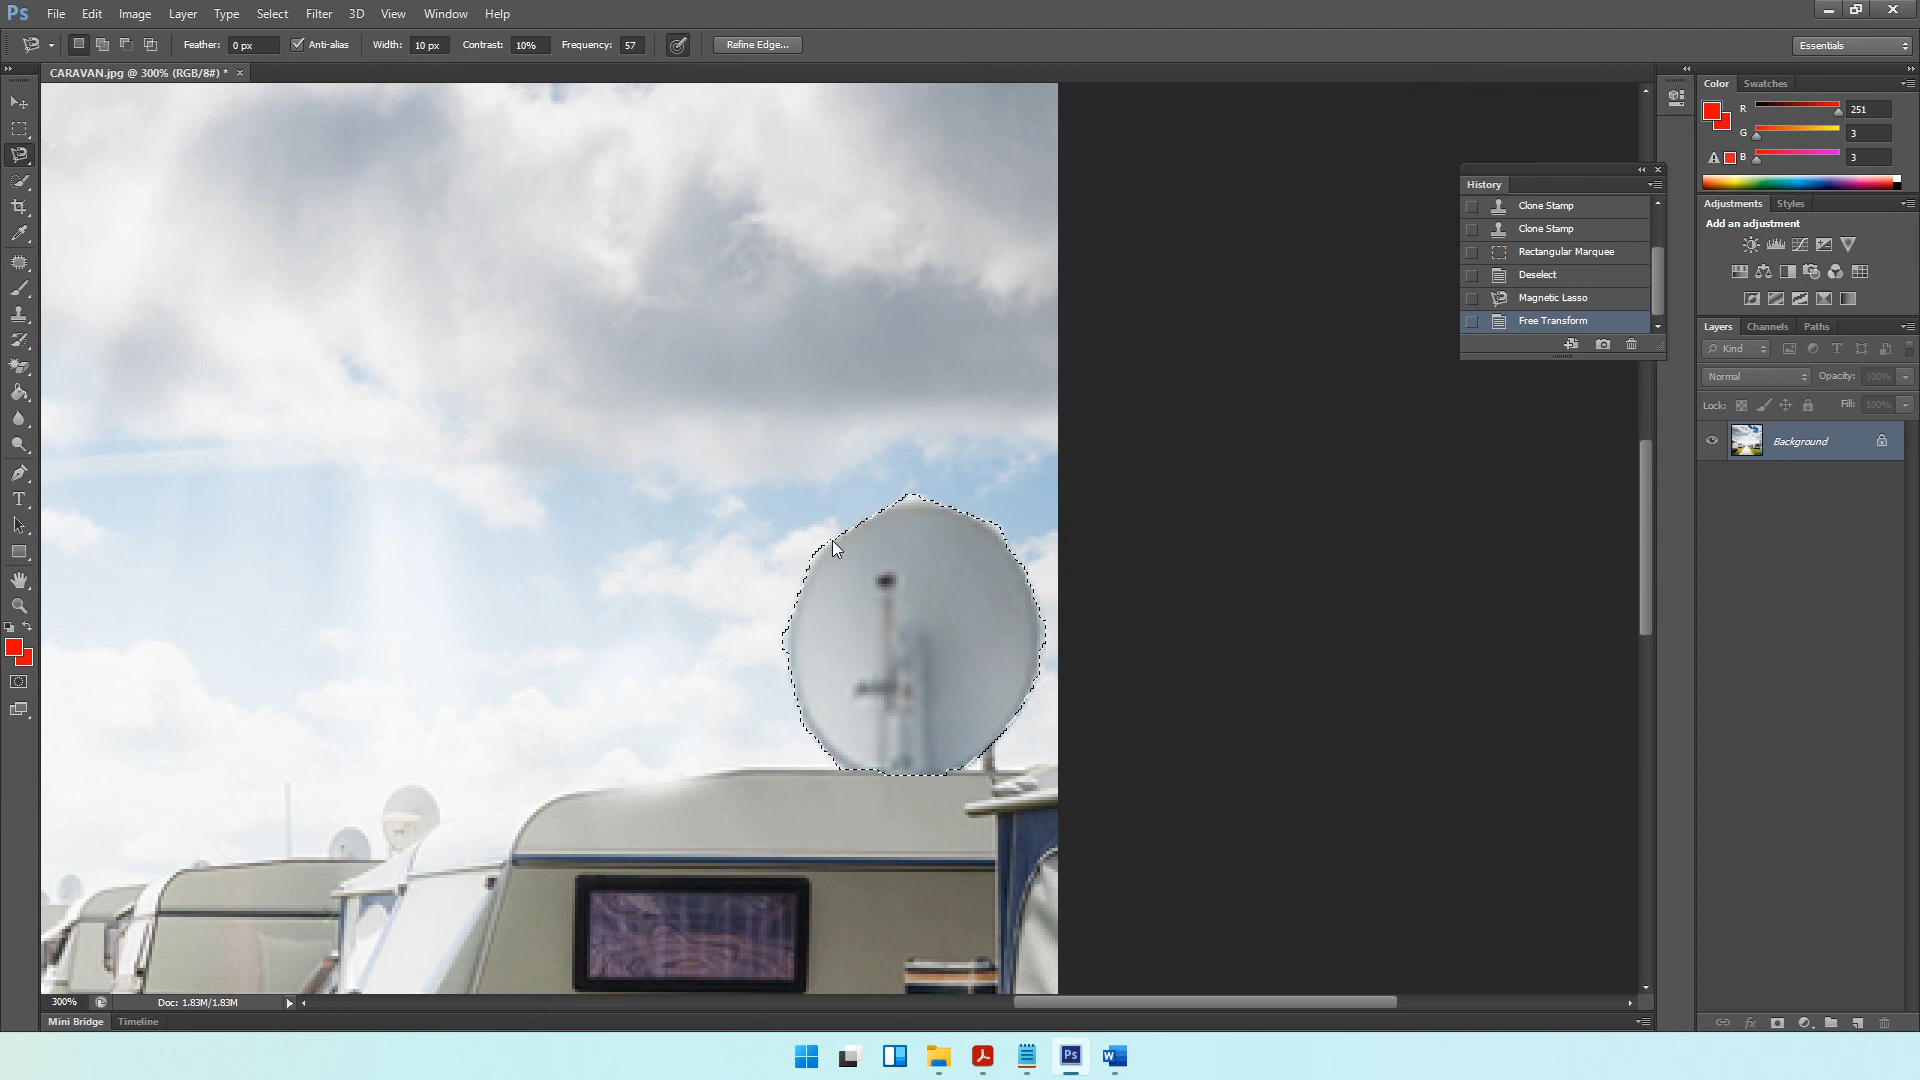 Ps File Edit Image Layer Type Select Filter 3D View Window Help
Feather: 0 px Anti-alias Width: 10 px Contrast: 10% Frequency: 57 Refine Edge... Essentials
CARAVAN.jpg @ 300% (RGB/8#) * ×
Color Swatches
R 251
G 3
B 3
History
Clone Stamp
Clone Stamp
Rectangular Marquee
Deselect
Magnetic Lasso
Free Transform
Adjustments Styles
Add an adjustment
Layers Channels Paths
Kind
Normal Opacity: 100%
Lock: Fill: 100%
Background
300% Doc: 1.83M/1.83M
Mini Bridge Timeline